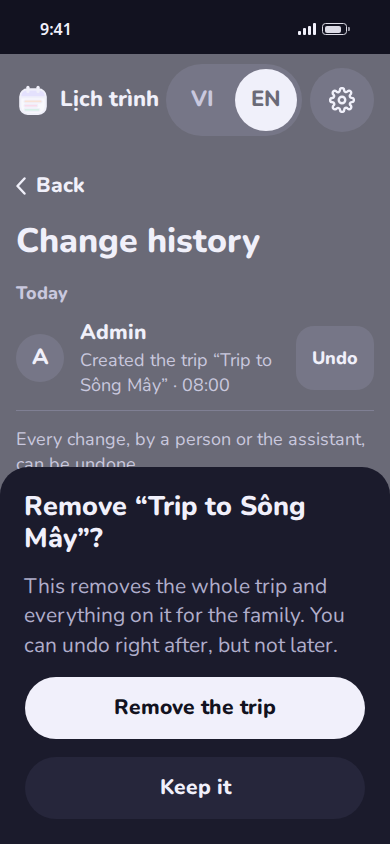 9:41
Lịch trình VI EN
Back
Change history
Today
A
Admin
Created the trip “Trip to
Sông Mây” · 08:00
Undo
Every change, by a person or the assistant,
can be undone
Remove “Trip to Sông
Mây”?
This removes the whole trip and
everything on it for the family. You
can undo right after, but not later.
Remove the trip
Keep it